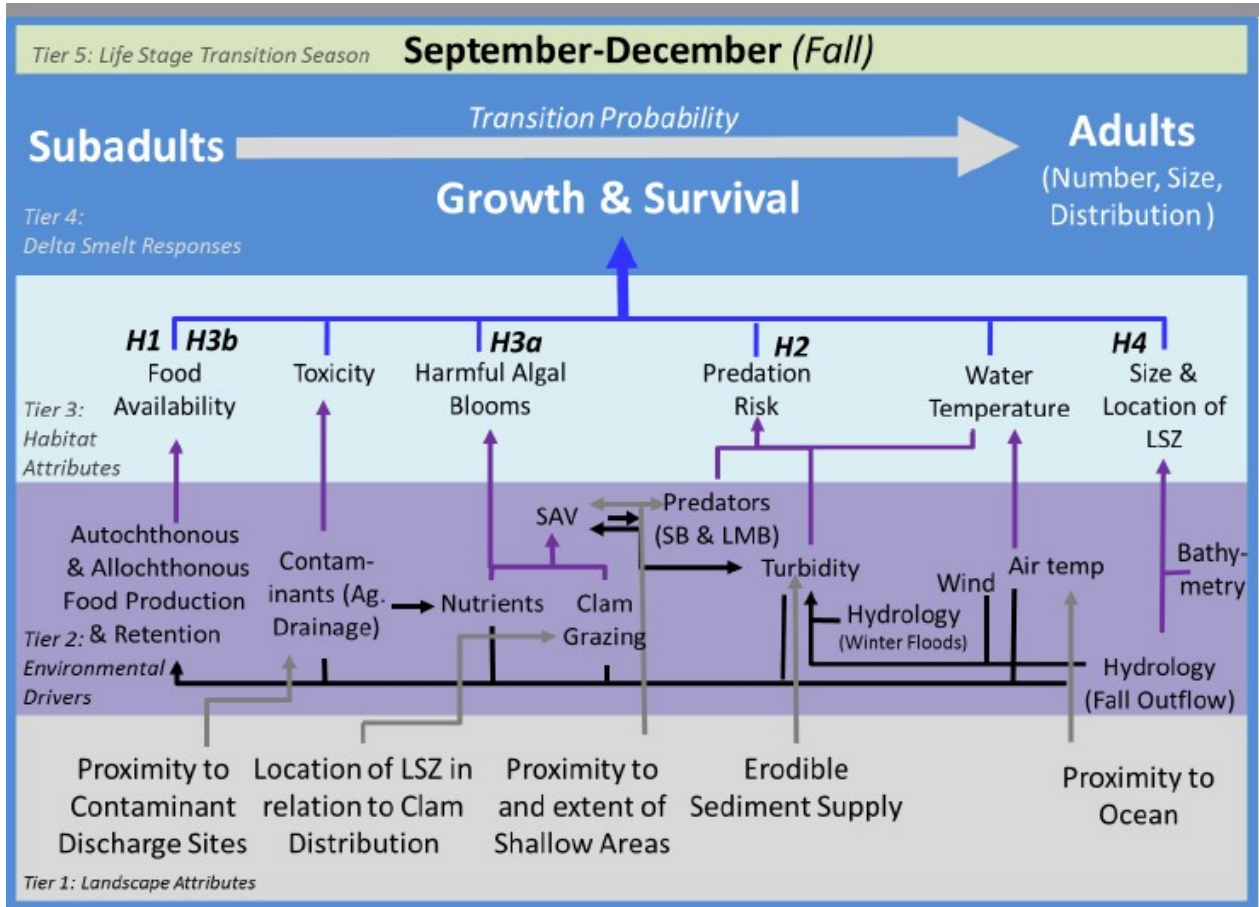 Tier 5: Life Stage Transition Season September-December (Fall)
Transition Probability
Subadults
Adults
(Number, Size,
Distribution )
Growth & Survival
Tier 4:
Delta Smelt Responses
H1 H3b
H3a
H2
H4
Food
Availability
Toxicity
Harmful Algal
Blooms
Predation
Risk
Water
Temperature
Size &
Location of
LSZ
Tier 3:
Habitat
Attributes
Autochthonous
& Allochthonous
Food Production
& Retention
Contam-
inants (Ag.
Drainage)
Nutrients
SAV
Clam
Grazing
Predators
(SB & LMB)
Turbidity
Hydrology
(Winter Floods)
Wind
Air temp
Bathy-
metry
Hydrology
(Fall Outflow)
Tier 2:
Environmental
Drivers
Proximity to
Contaminant
Discharge Sites
Location of LSZ in
relation to Clam
Distribution
Proximity to
and extent of
Shallow Areas
Erodible
Sediment Supply
Proximity to
Ocean
Tier 1: Landscape Attributes